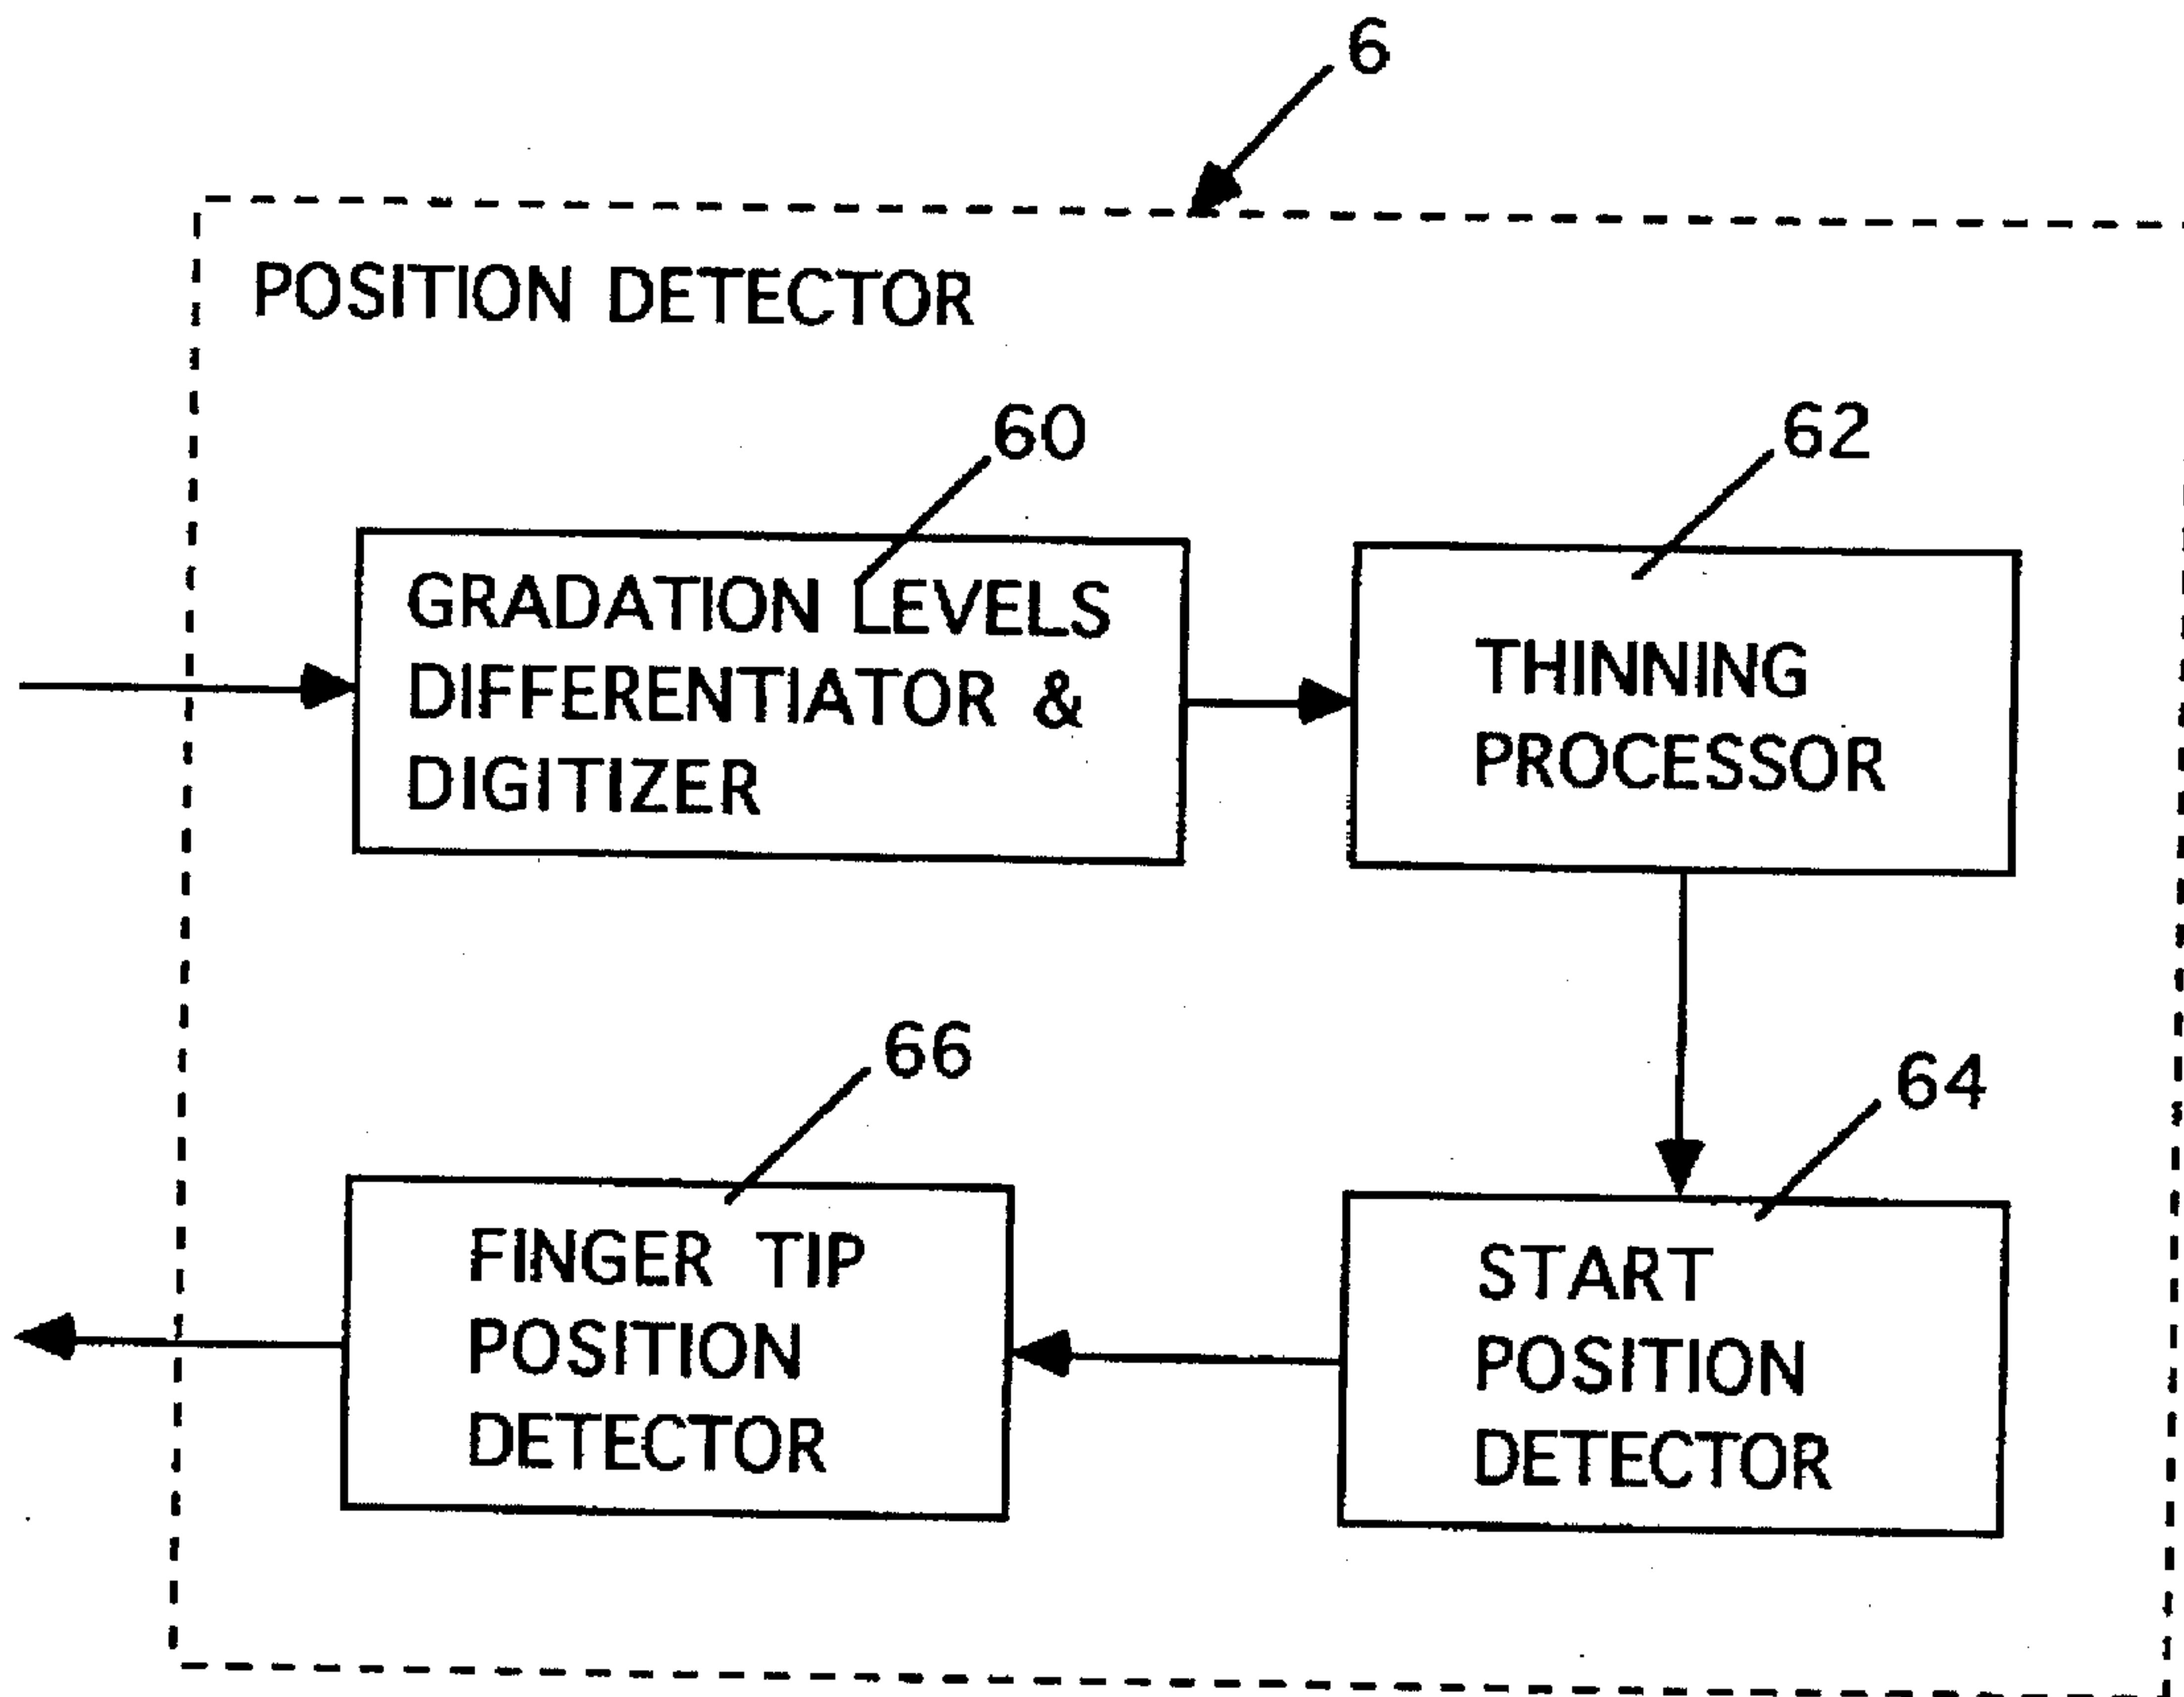 6
POSITION DETECTOR
60
62
GRADATION LEVELS
DIFFERENTIATOR &
DIGITIZER
THINNING
PROCESSOR
66
64
FINGER TIP
POSITION
DETECTOR
START
POSITION
DETECTOR